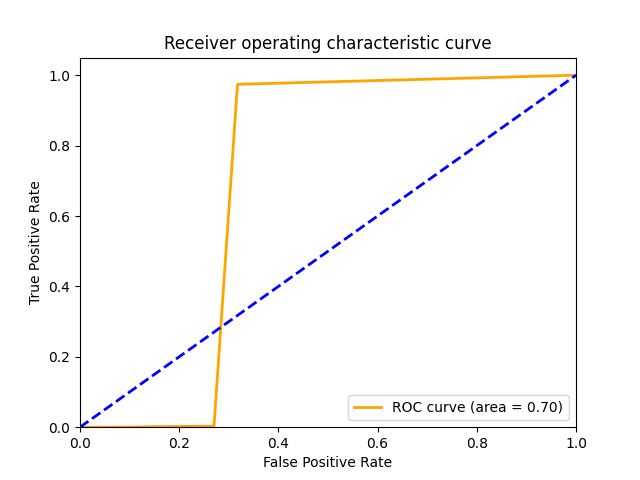 Receiver operating characteristic curve
1.0
0.8
0.6
0.4
0.2
0.0
True Positive Rate
ROC curve (area = 0.70)
0.0 0.2 0.4 0.6 0.8 1.0
False Positive Rate